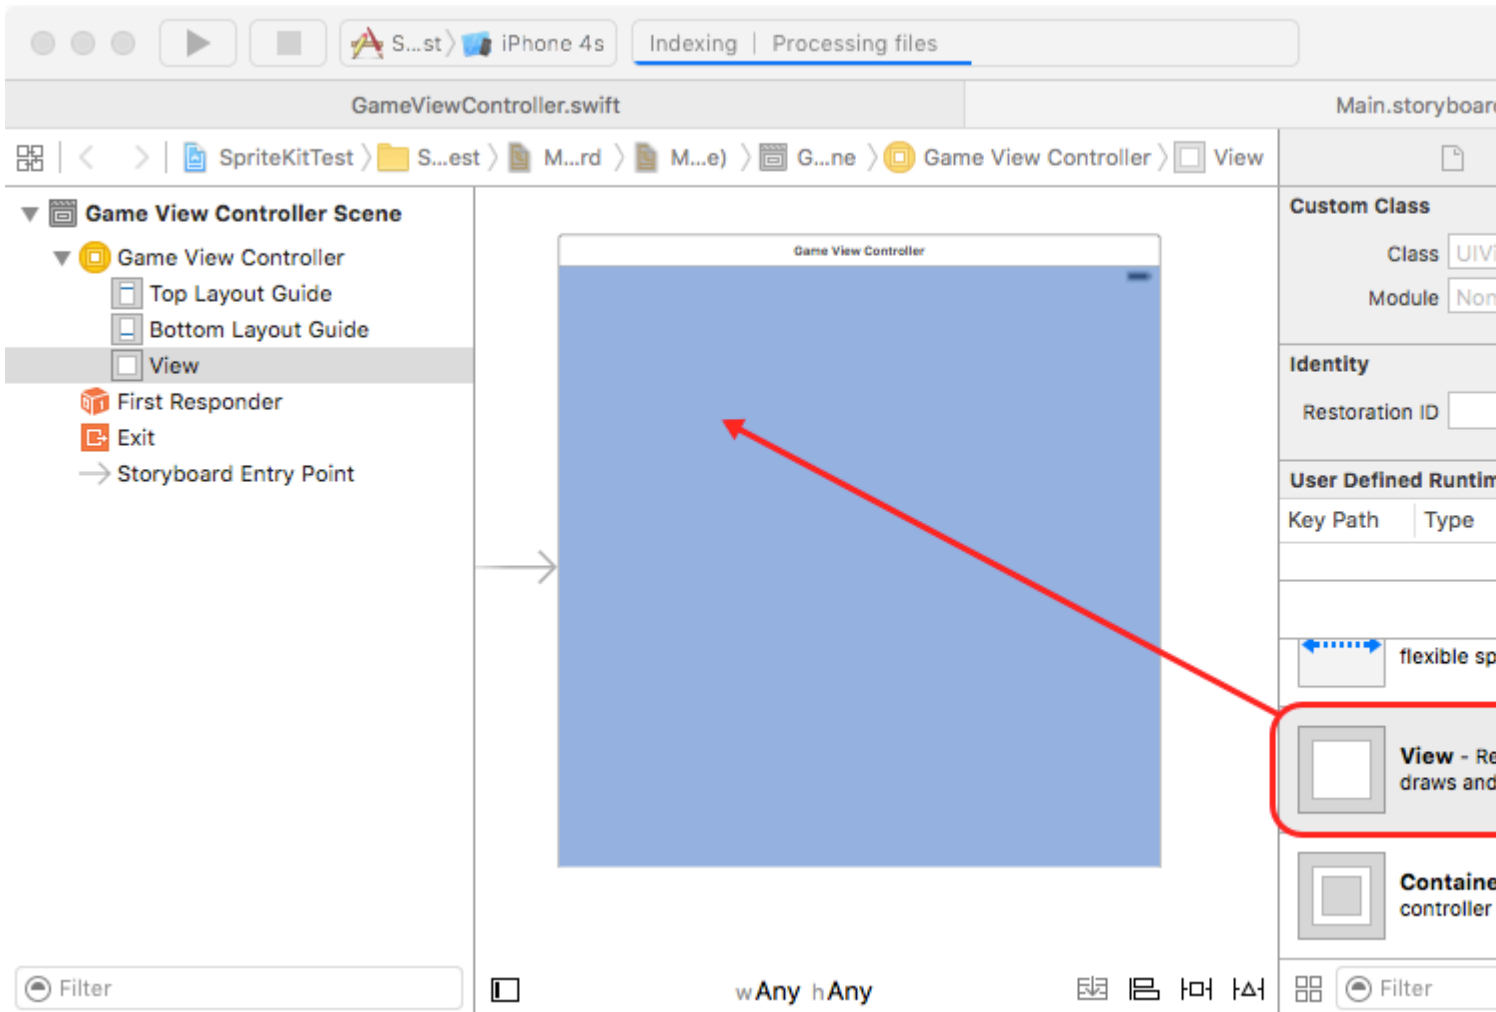 S...st〉 iPhone 4s
Indexing | Processing files
GameViewController.swift
Main.storyboar
SpriteKitTest 〉 S...est 〉 M...rd 〉 M...e) 〉 G...ne 〉 Game View Controller 〉 View
Game View Controller Scene
Game View Controller
Top Layout Guide
Bottom Layout Guide
View
First Responder
Exit
Storyboard Entry Point
Filter
Game View Controller
wAny hAny
Custom Class
Class UIVi
Module Non
Identity
Restoration ID
User Defined Runtim
Key Path Type
flexible sp
View - Re
draws and
Containe
controller
Filter